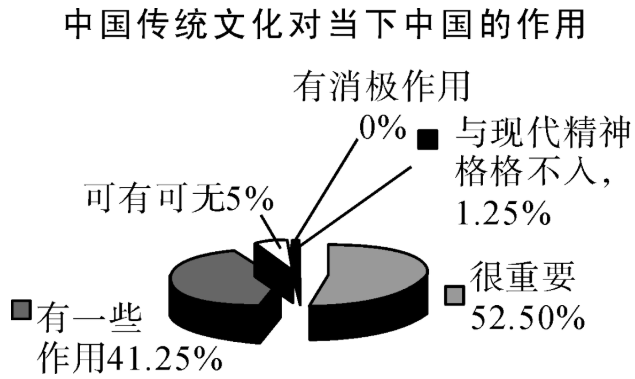 中国传统文化对当下中国的作用
有消极作用
0%
与现代精神
格格不入，
1.25%
可有可无5%
很重要
52.50%
有一些
作用41.25%